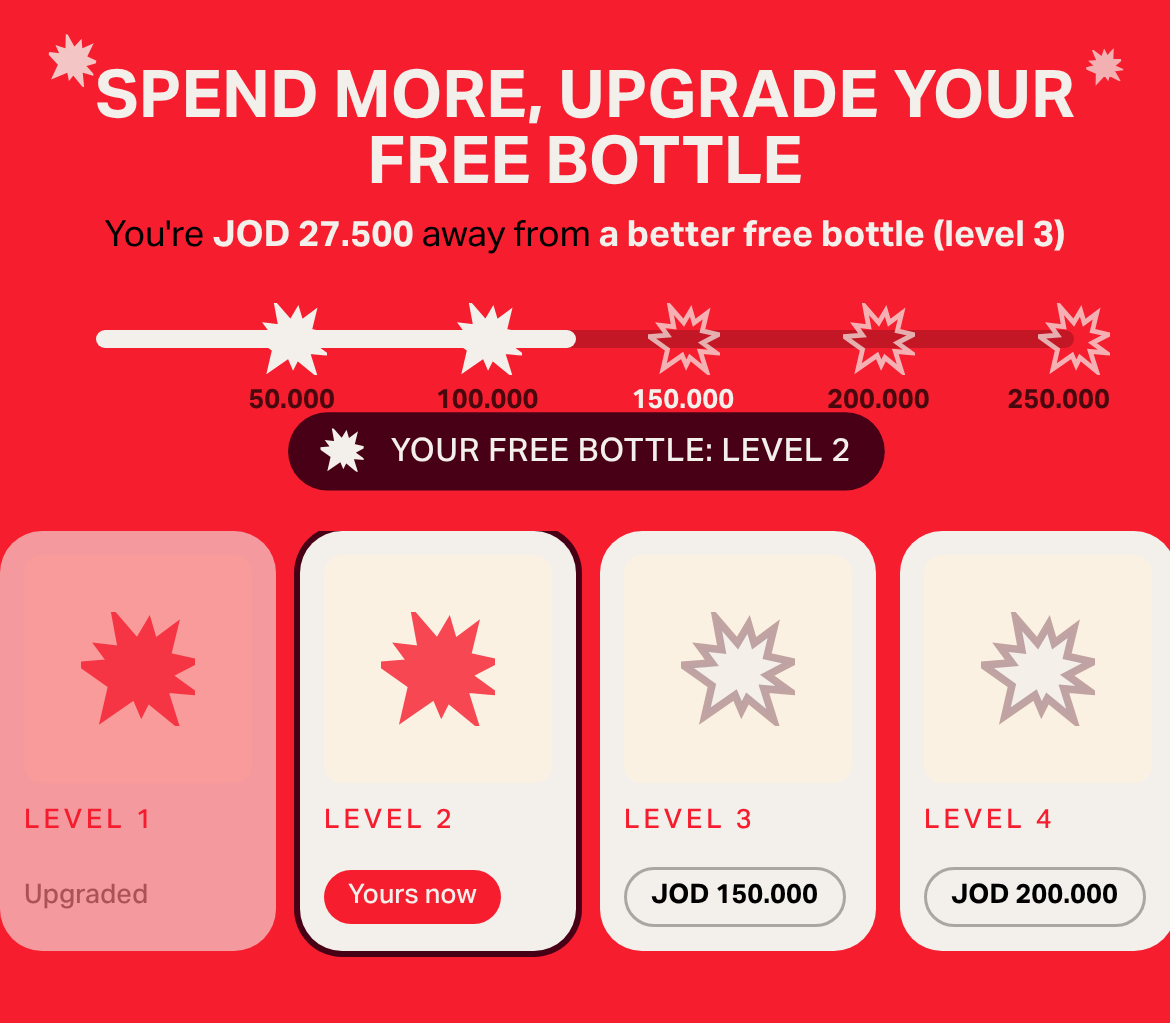 SPEND MORE, UPGRADE YOUR
FREE BOTTLE
You're JOD 27.500 away from a better free bottle (level 3)
50.000 100.000 150.000 200.000 250.000
YOUR FREE BOTTLE: LEVEL 2
LEVEL 1 LEVEL 2 LEVEL 3 LEVEL 4
Upgraded Yours now JOD 150.000 JOD 200.000